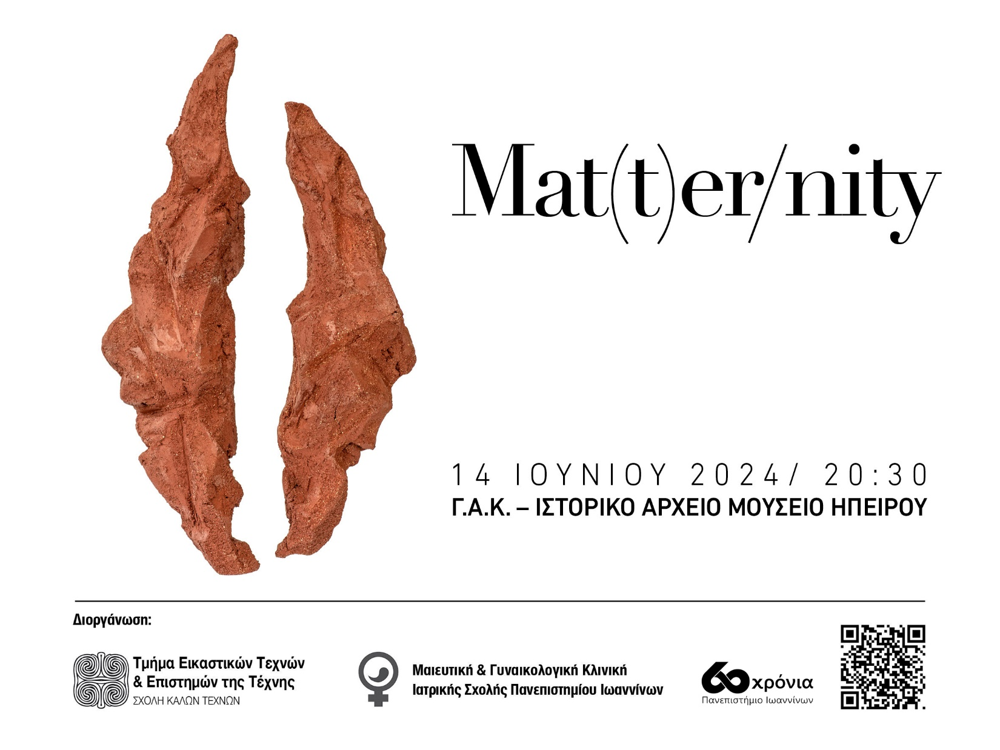 Mat(t)er/nity
14 ΙΟΥΝΙΟΥ 2024/ 20:30
Γ.Α.Κ. – ΙΣΤΟΡΙΚΟ ΑΡΧΕΙΟ ΜΟΥΣΕΙΟ ΗΠΕΙΡΟΥ
Διοργάνωση:
Τμήμα Εικαστικών Τεχνών
& Επιστημών της Τέχνης
ΣΧΟΛΗ ΚΑΛΩΝ ΤΕΧΝΩΝ
Μαιευτική & Γυναικολογική Κλινική
Ιατρικής Σχολής Πανεπιστημίου Ιωαννίνων
60 χρόνια
Πανεπιστήμιο Ιωαννίνων